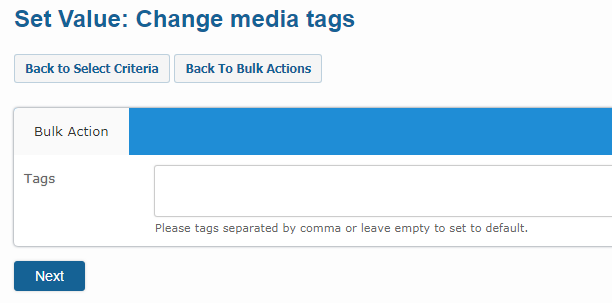 Set Value: Change media tags
Back to Select Criteria Back To Bulk Actions
Bulk Action
Tags
Please tags separated by comma or leave empty to set to default.
Next